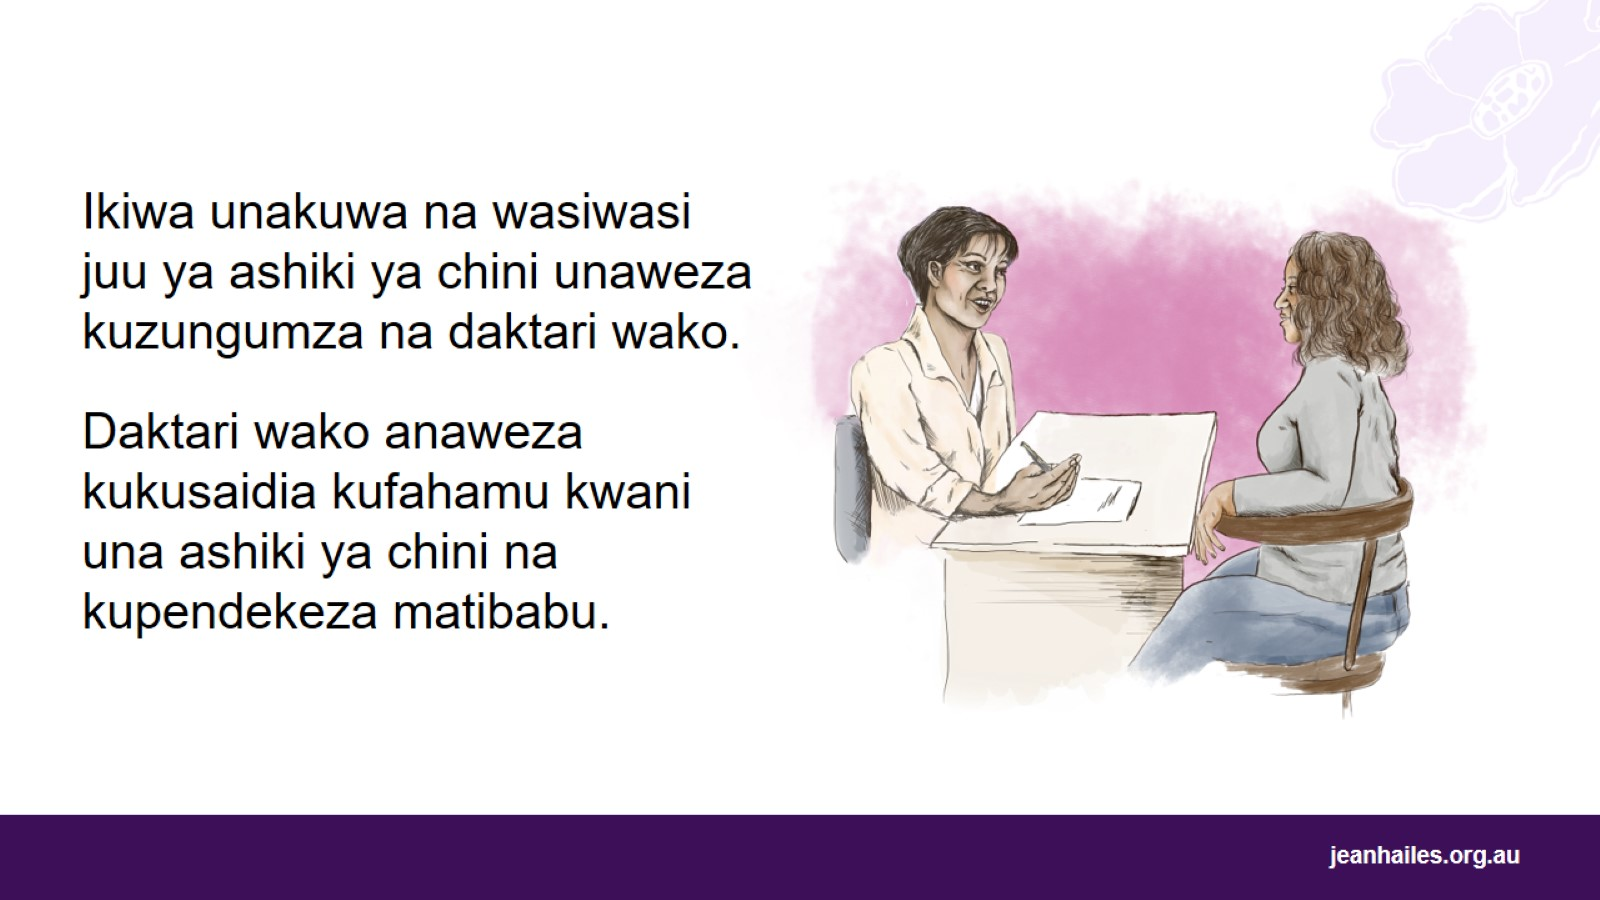 Ikiwa unakuwa na wasiwasi
juu ya ashiki ya chini unaweza
kuzungumza na daktari wako.
Daktari wako anaweza
kukusaidia kufahamu kwani
una ashiki ya chini na
kupendekeza matibabu.
jeanhailes.org.au